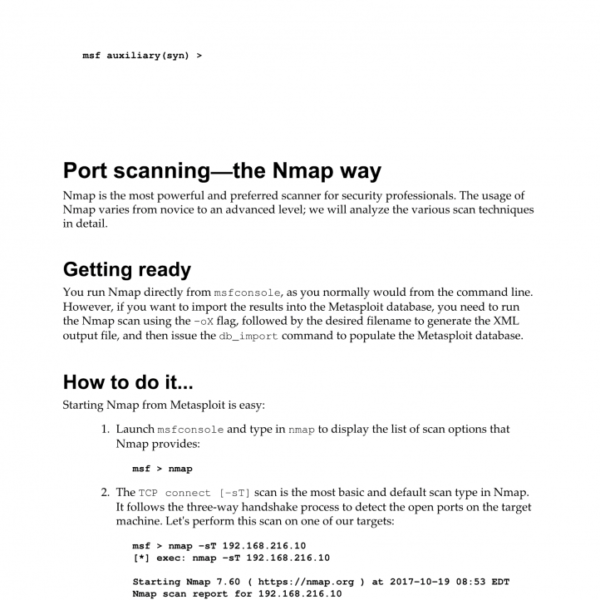 msf auxiliary(syn) >
Port scanning—the Nmap way
Nmap is the most powerful and preferred scanner for security professionals. The usage of
Nmap varies from novice to an advanced level; we will analyze the various scan techniques
in detail.
Getting ready
You run Nmap directly from msfconsole, as you normally would from the command line.
However, if you want to import the results into the Metasploit database, you need to run
the Nmap scan using the -oX flag, followed by the desired filename to generate the XML
output file, and then issue the db_import command to populate the Metasploit database.
How to do it...
Starting Nmap from Metasploit is easy:
1. Launch msfconsole and type in nmap to display the list of scan options that
Nmap provides:
msf > nmap
2. The TCP connect [-sT] scan is the most basic and default scan type in Nmap.
It follows the three-way handshake process to detect the open ports on the target
machine. Let's perform this scan on one of our targets:
msf > nmap -sT 192.168.216.10
[*] exec: nmap -sT 192.168.216.10
Starting Nmap 7.60 ( https://nmap.org ) at 2017-10-19 08:53 EDT
Nmap scan report for 192.168.216.10